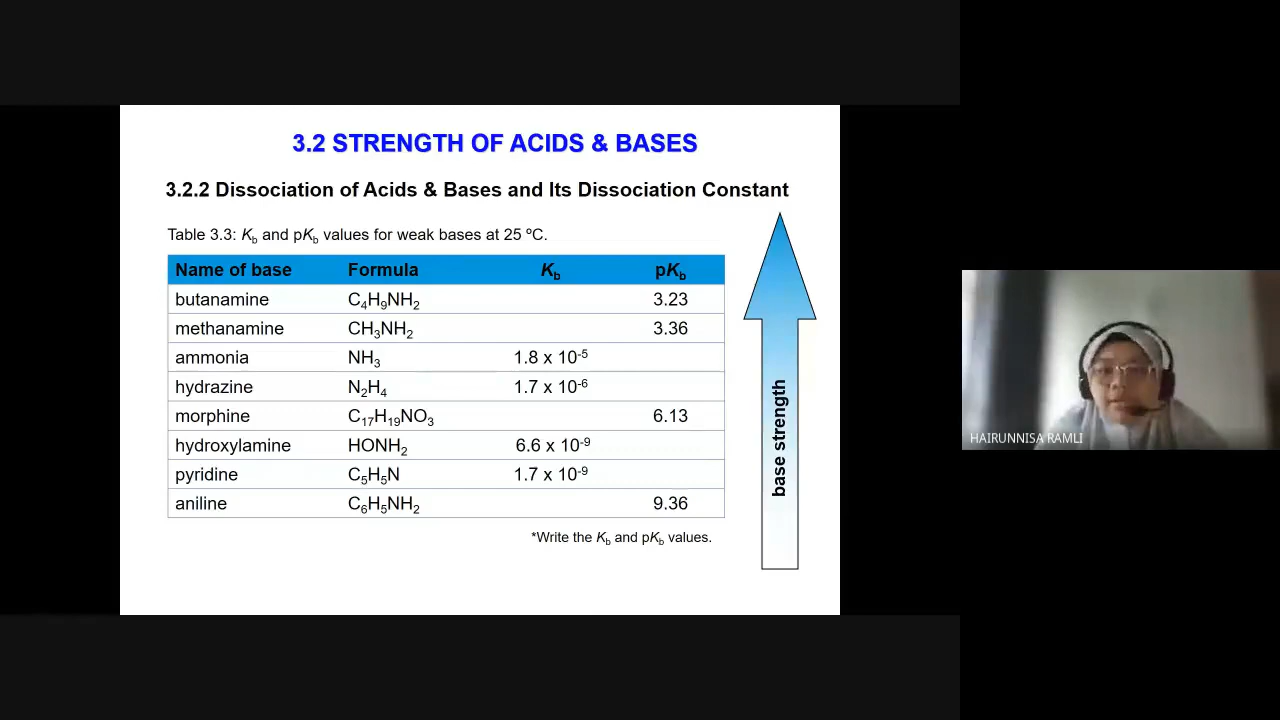 3.2 STRENGTH OF ACIDS & BASES
3.2.2 Dissociation of Acids & Bases and Its Dissociation Constant
Table 3.3: Kb and pKb values for weak bases at 25 ºC.
Name of base Formula Kb pKb
butanamine C4H9NH2 3.23
methanamine CH3NH2 3.36
ammonia NH3 1.8 x 10-5
hydrazine N2H4 1.7 x 10-6
morphine C17H19NO3 6.13
hydroxylamine HONH2 6.6 x 10-9
pyridine C5H5N 1.7 x 10-9
aniline C6H5NH2 9.36
*Write the Kb and pKb values.
base strength
HAIRUNNISA RAMLI